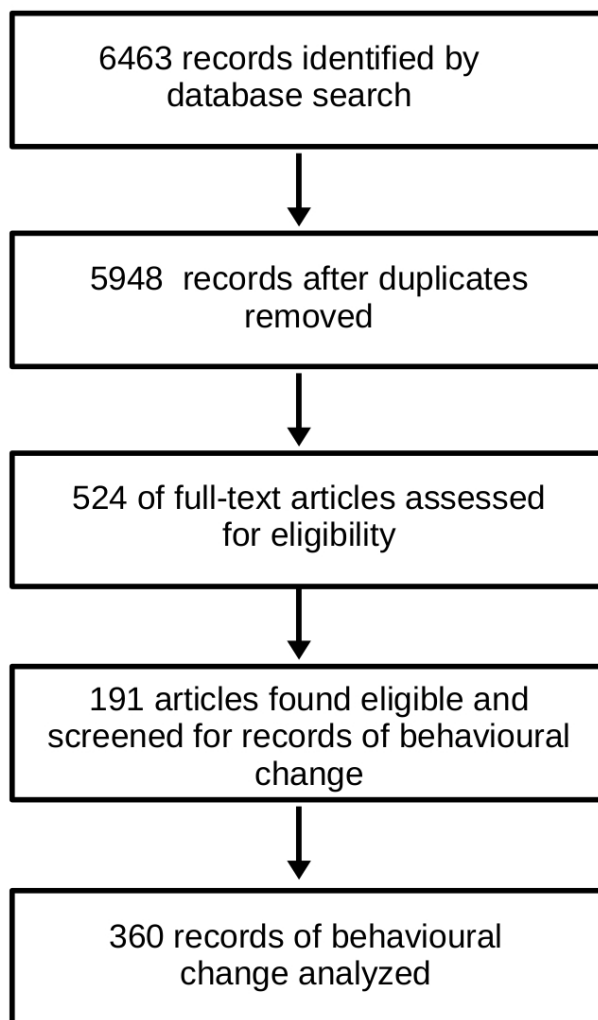 6463 records identified by
database search
5948 records after duplicates
removed
524 of full-text articles assessed
for eligibility
191 articles found eligible and
screened for records of behavioural
change
360 records of behavioural
change analyzed